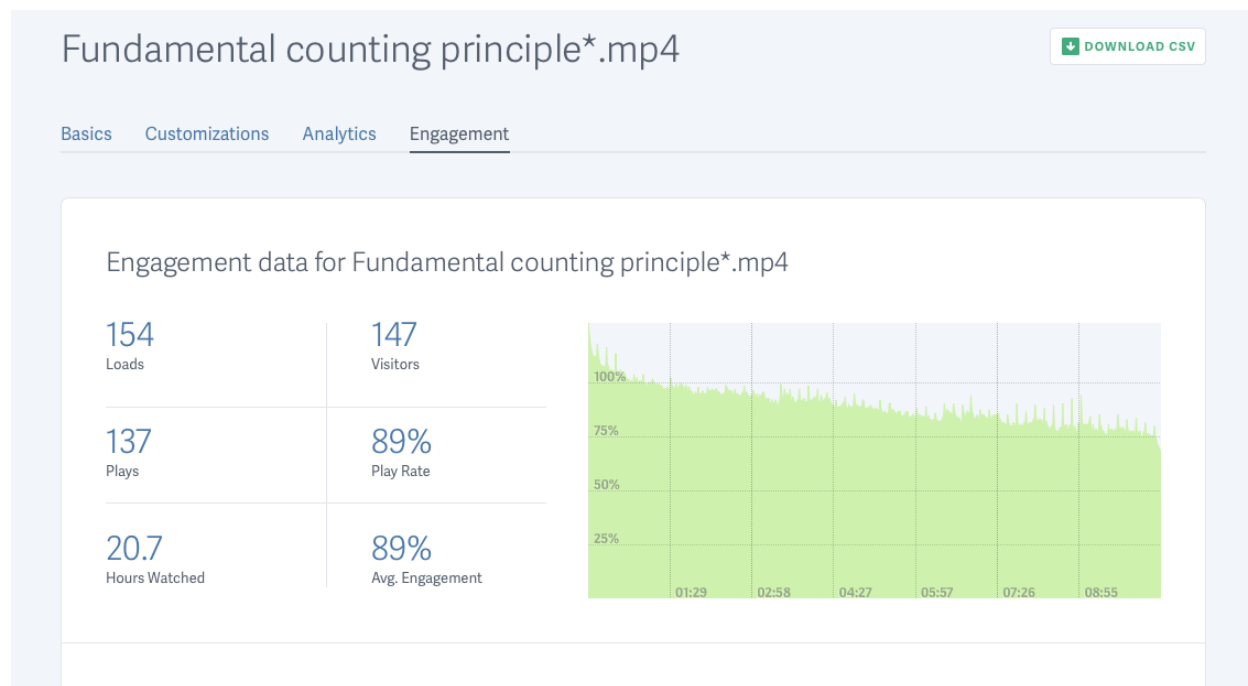 Fundamental counting principle*.mp4
DOWNLOAD CSV
Basics Customizations Analytics Engagement
Engagement data for Fundamental counting principle*.mp4
154 147
Loads Visitors
137 89%
Plays Play Rate
20.7 89%
Hours Watched Avg. Engagement
100%
75%
50%
25%
01:29 02:58 04:27 05:57 07:26 08:55